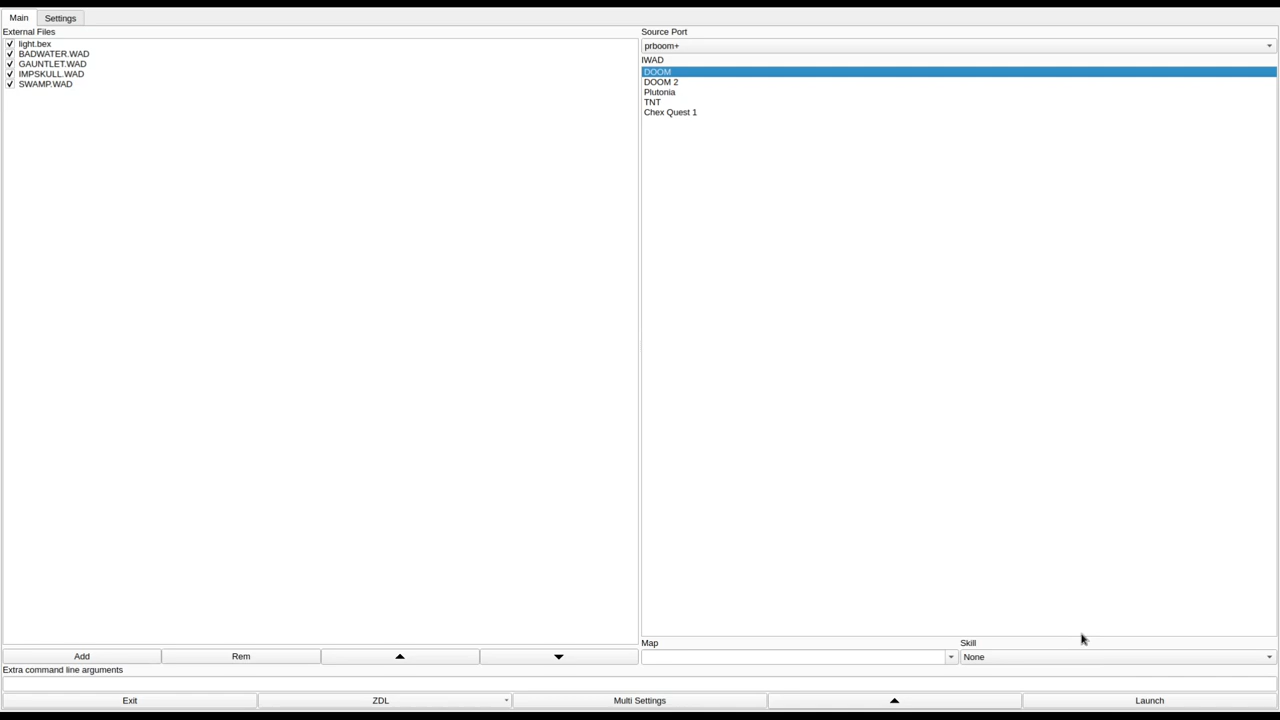 Main Settings
External Files
light.bex
BADWATER.WAD
GAUNTLET.WAD
IMPSKULL.WAD
SWAMP.WAD
Source Port
prboom+
IWAD
DOOM
DOOM 2
Plutonia
TNT
Chex Quest 1
Map Skill
None
Add Rem
Extra command line arguments
Exit ZDL Multi Settings Launch